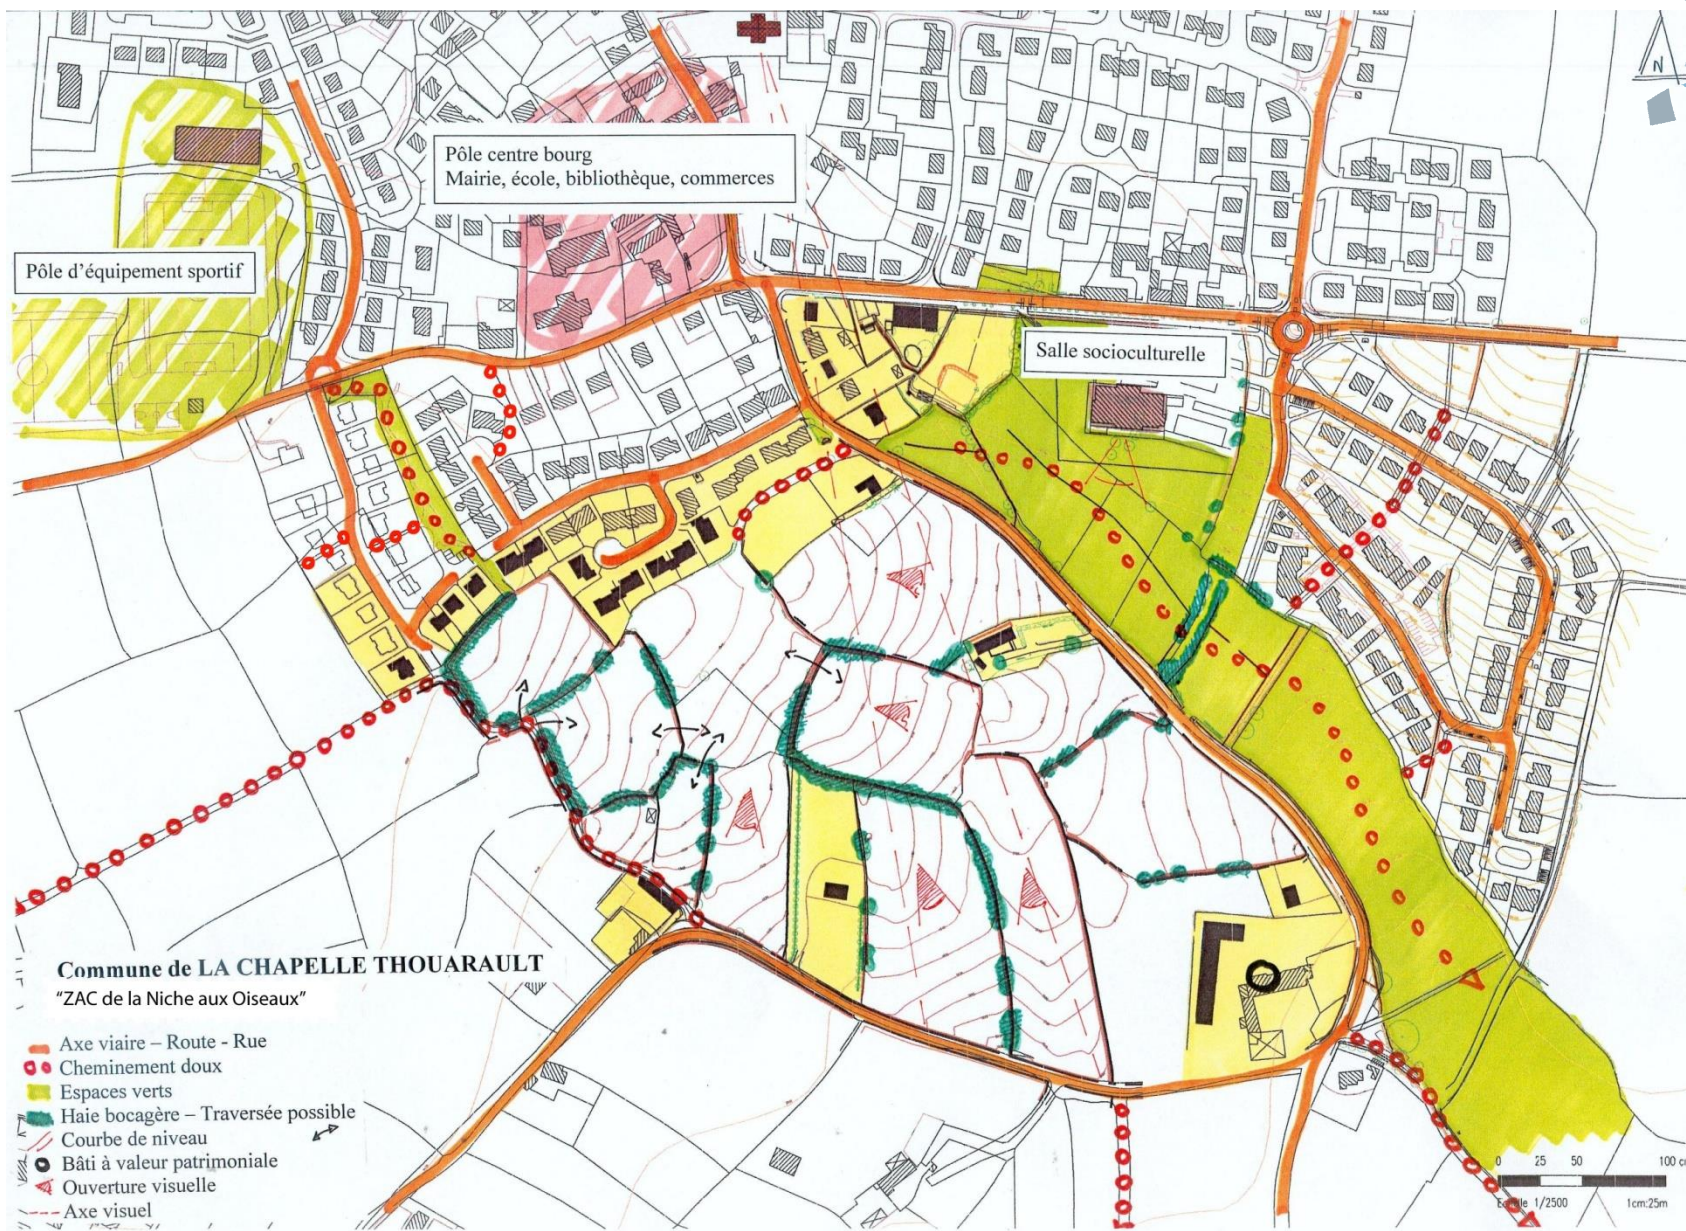 N
Pôle centre bourg
Mairie, école, bibliothèque, commerces
Pôle d'équipement sportif
Salle socioculturelle
Commune de LA CHAPELLE THOUARAULT
“ZAC de la Niche aux Oiseaux”
Axe viaire – Route - Rue
Cheminement doux
Espaces verts
Haie bocagère – Traversée possible
Courbe de niveau
Bâti à valeur patrimoniale
Ouverture visuelle
Axe visuel
0 25 50 100
Echelle 1/2500 1cm:25m